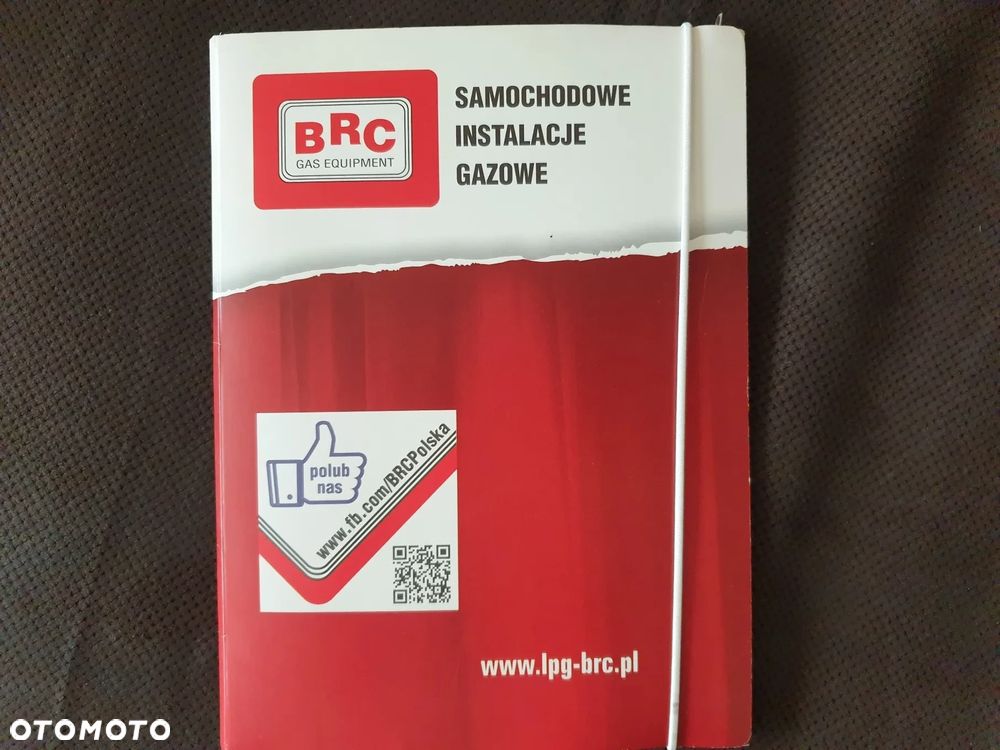 BRC
GAS EQUIPMENT
SAMOCHODOWE
INSTALACJE
GAZOWE
polub
nas
www.fb.com/BRCPolska
www.lpg-brc.pl
OTOMOTO